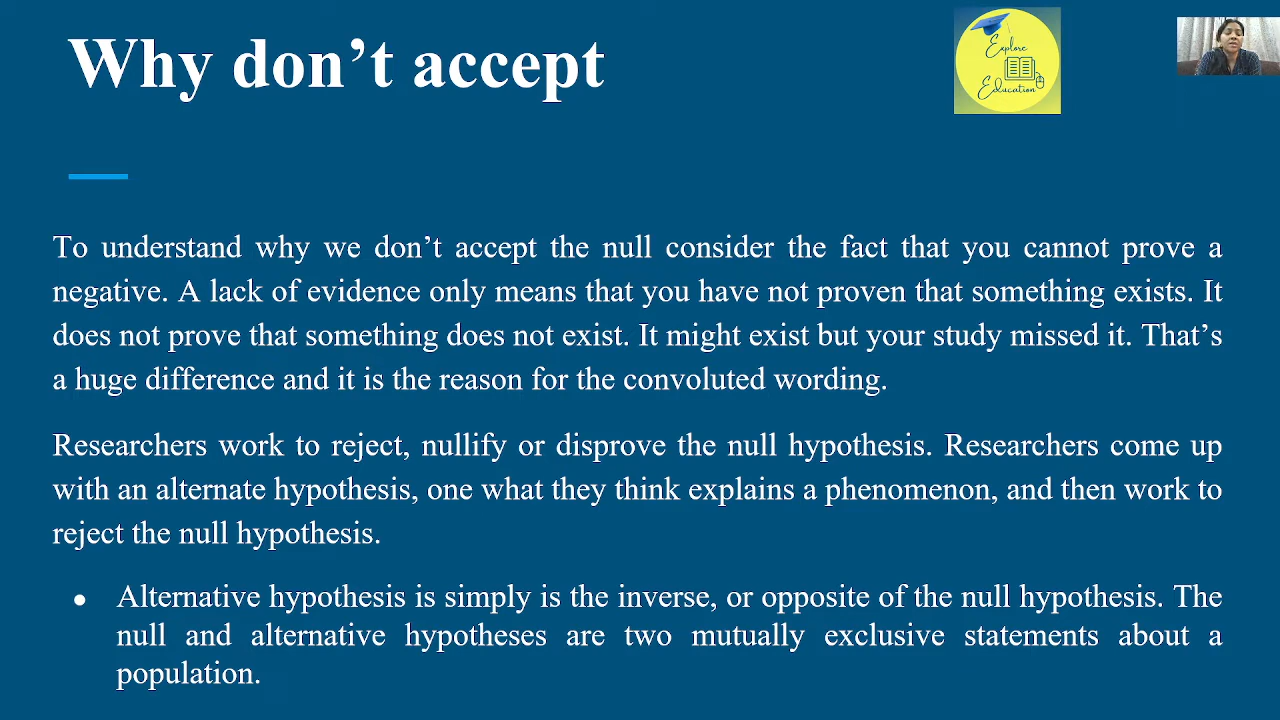 Why don’t accept
Explore
Education
To understand why we don’t accept the null consider the fact that you cannot prove a
negative. A lack of evidence only means that you have not proven that something exists. It
does not prove that something does not exist. It might exist but your study missed it. That’s
a huge difference and it is the reason for the convoluted wording.
Researchers work to reject, nullify or disprove the null hypothesis. Researchers come up
with an alternate hypothesis, one what they think explains a phenomenon, and then work to
reject the null hypothesis.
● Alternative hypothesis is simply is the inverse, or opposite of the null hypothesis. The
null and alternative hypotheses are two mutually exclusive statements about a
population.